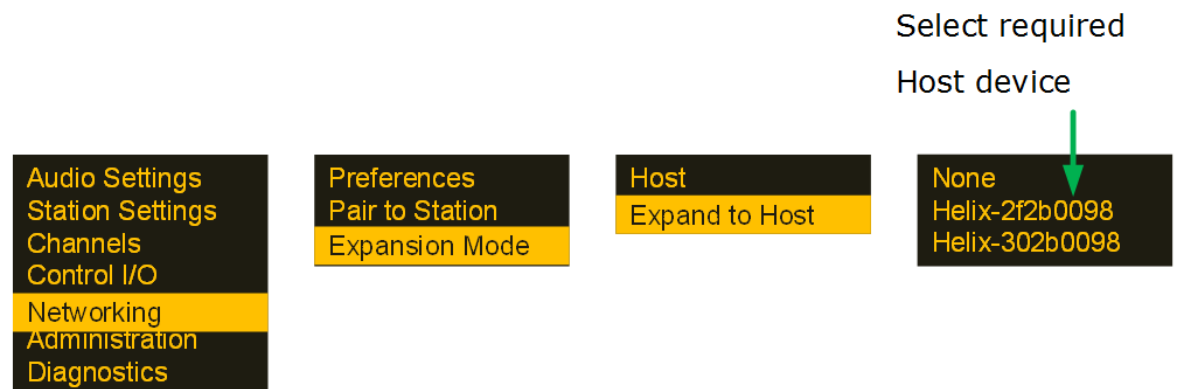 Select required
Host device
Audio Settings
Station Settings
Channels
Control I/O
Networking
Administration
Diagnostics
Preferences
Pair to Station
Expansion Mode
Host
Expand to Host
None
Helix-2f2b0098
Helix-302b0098